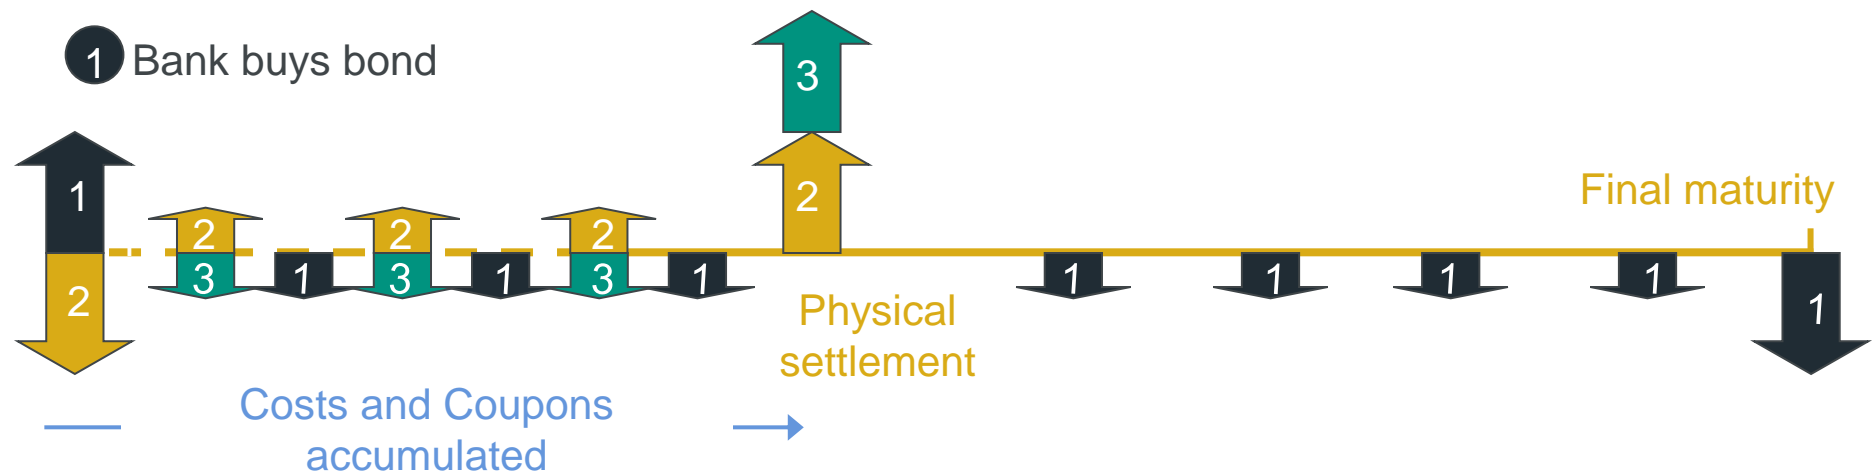 1 Bank buys bond
3
1
2
Final maturity
2 2 2
3 1 3 1 3 1 1 1 1 1
2 1
Physical
settlement
Costs and Coupons
accumulated